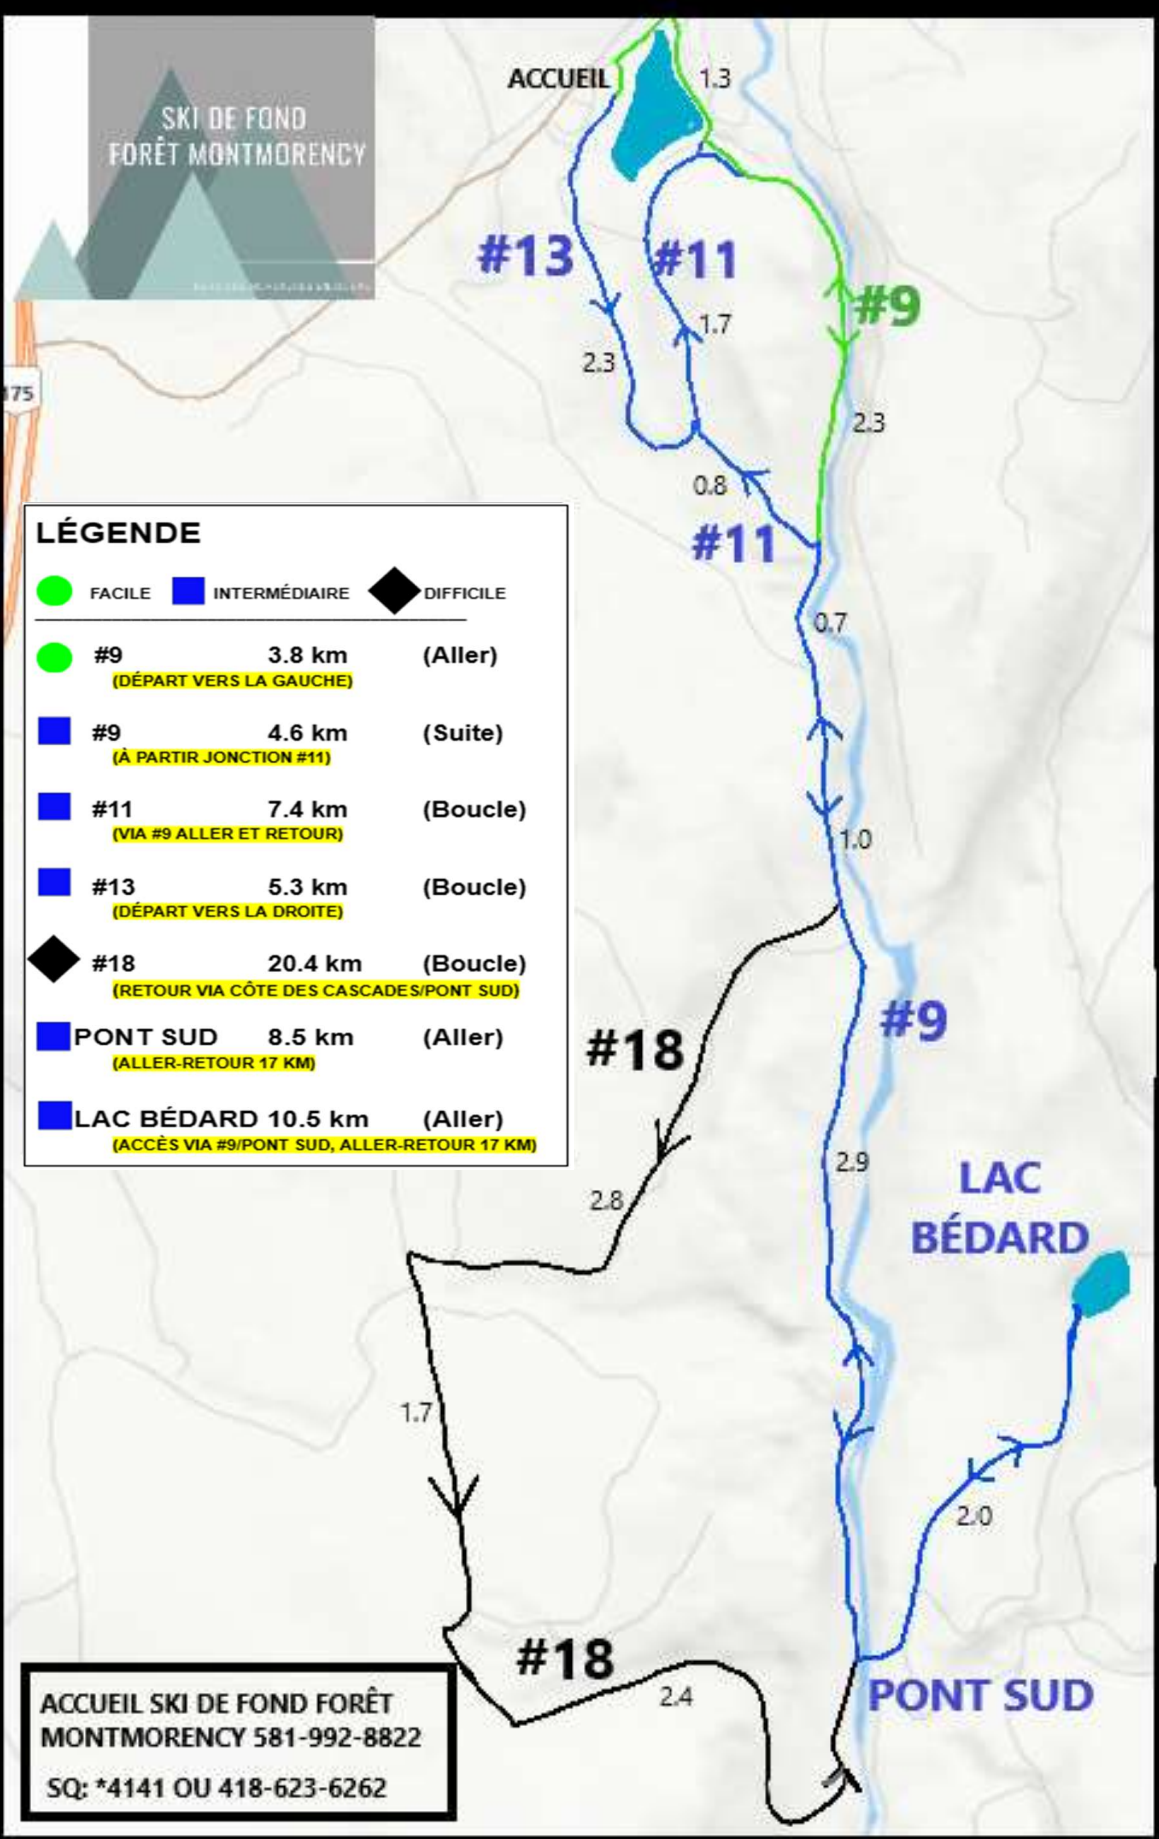 SKI DE FOND
FORÊT MONTMORENCY
ACCUEIL
1.3
#13
#11
#9
1.7
2.3
2.3
175
0.8
#11
0.7
LÉGENDE
FACILE INTERMÉDIAIRE DIFFICILE
#9 3.8 km (Aller)
(DÉPART VERS LA GAUCHE)
#9 4.6 km (Suite)
(À PARTIR JONCTION #11)
#11 7.4 km (Boucle)
(VIA #9 ALLER ET RETOUR)
#13 5.3 km (Boucle)
(DÉPART VERS LA DROITE)
#18 20.4 km (Boucle)
(RETOUR VIA CÔTE DES CASCADES/PONT SUD)
PONT SUD 8.5 km (Aller)
(ALLER-RETOUR 17 KM)
LAC BÉDARD 10.5 km (Aller)
(ACCÈS VIA #9/PONT SUD, ALLER-RETOUR 17 KM)
1.0
#18
#9
2.9
2.8
LAC
BÉDARD
1.7
2.0
#18
2.4
PONT SUD
ACCUEIL SKI DE FOND FORÊT
MONTMORENCY 581-992-8822
SQ: *4141 OU 418-623-6262